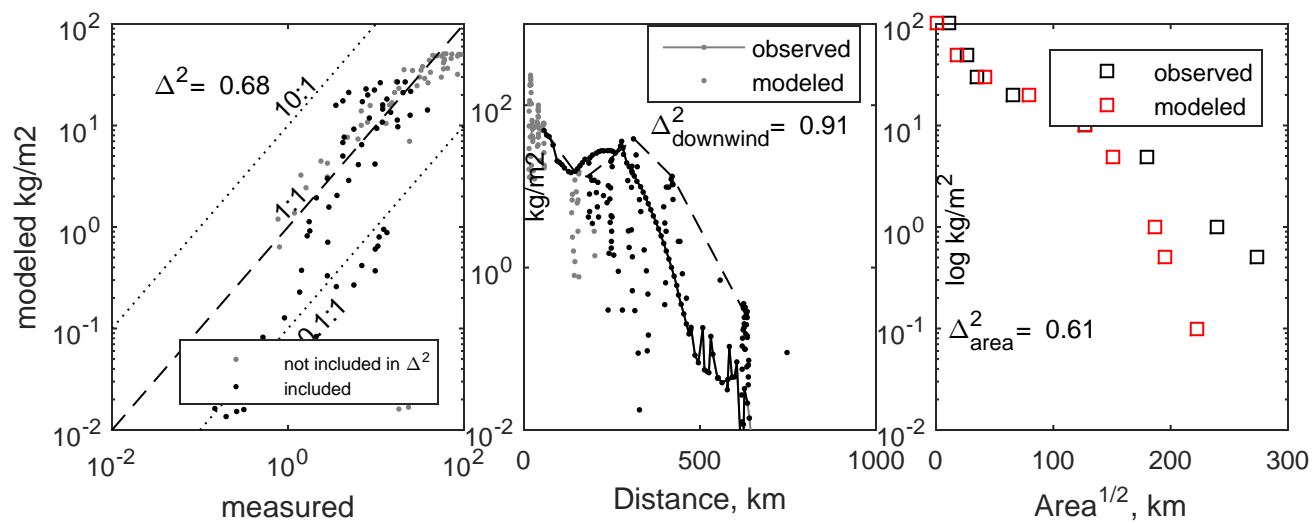 modeled kg/m2
10^2
10^1
10^0
10^-1
10^-2
Δ^2= 0.68
10:1
1:1
0.1:1
not included in Δ^2
included
10^-2
10^0
10^2
measured
kg/m2
10^2
10^0
10^-2
observed
modeled
Δ^2_downwind= 0.91
0
500
1000
Distance, km
log kg/m^2
10^2
10^1
10^0
10^-1
10^-2
observed
modeled
Δ^2_area= 0.61
0
100
200
300
Area^1/2, km